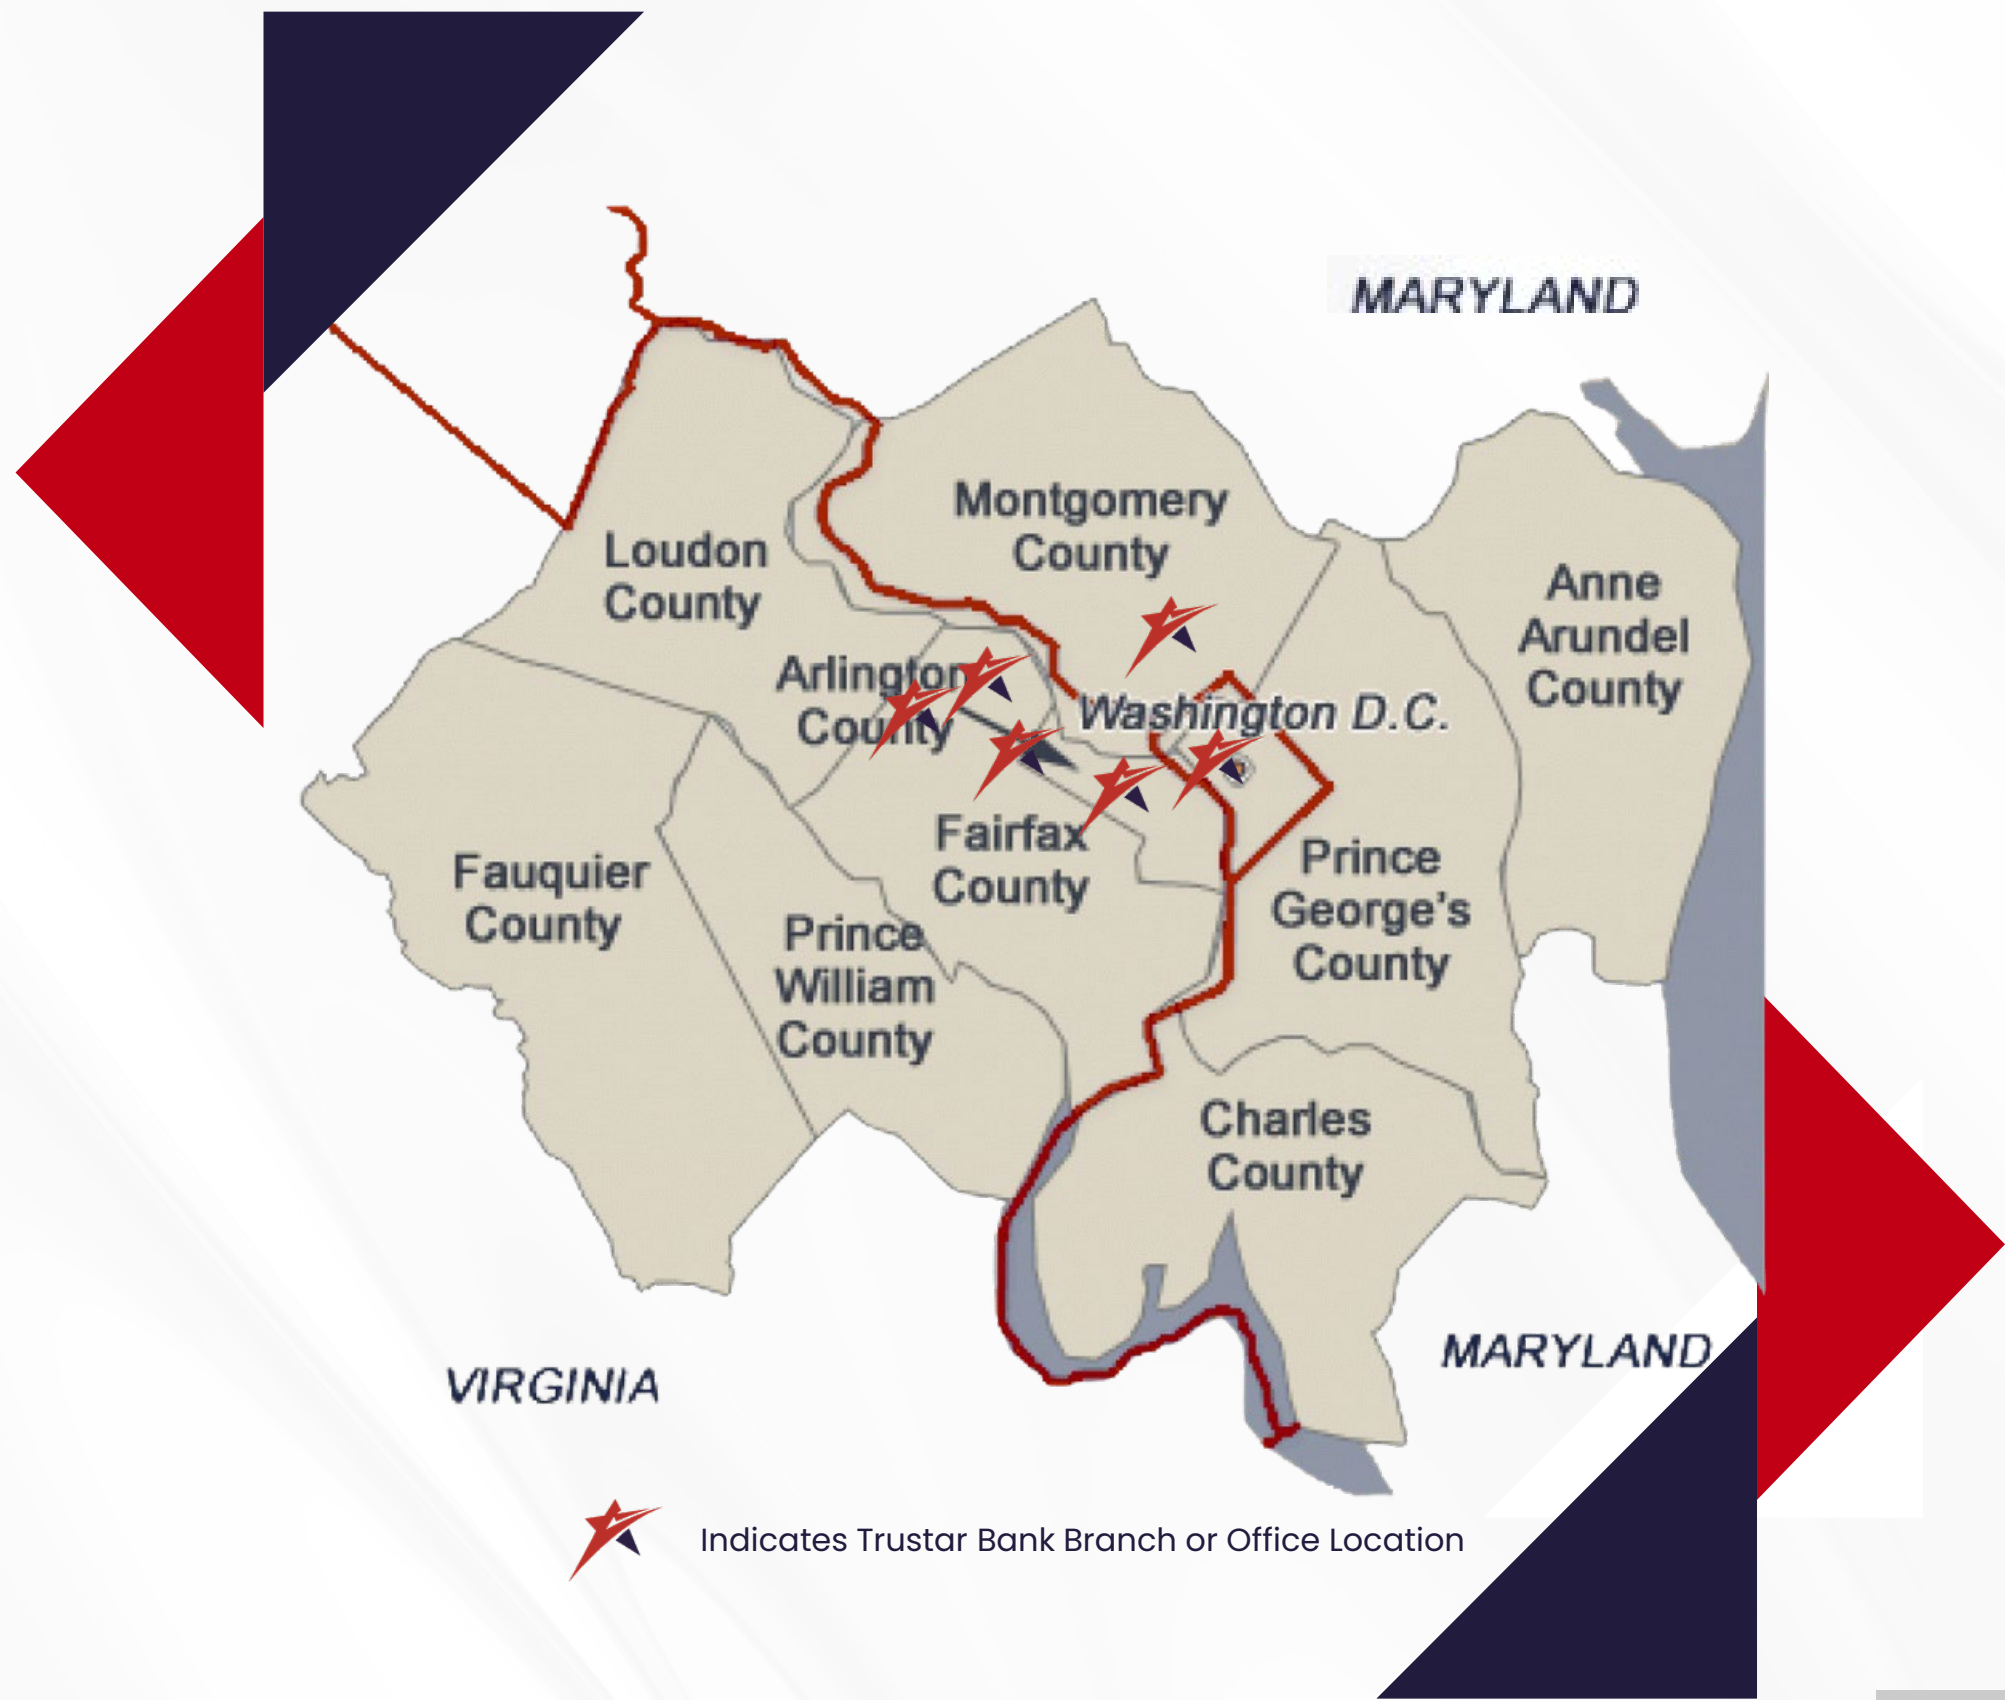 MARYLAND
Montgomery
County
Loudon
County
Anne
Arundel
County
Arlington
County
Washington D.C.
Fairfax
County
Prince
George's
County
Fauquier
County
Prince
William
County
Charles
County
MARYLAND
VIRGINIA
Indicates Trustar Bank Branch or Office Location